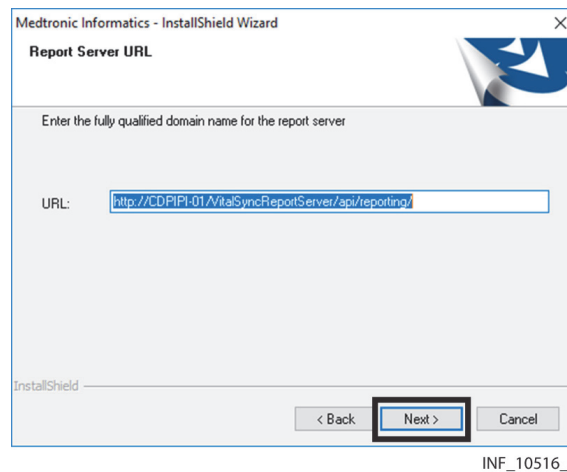 Medtronic Informatics - InstallShield Wizard
Report Server URL
Enter the fully qualified domain name for the report server
URL: http://CDPIPI-01/VitalSyncReportServer/api/reporting/
InstallShield
< Back Next > Cancel
INF_10516_